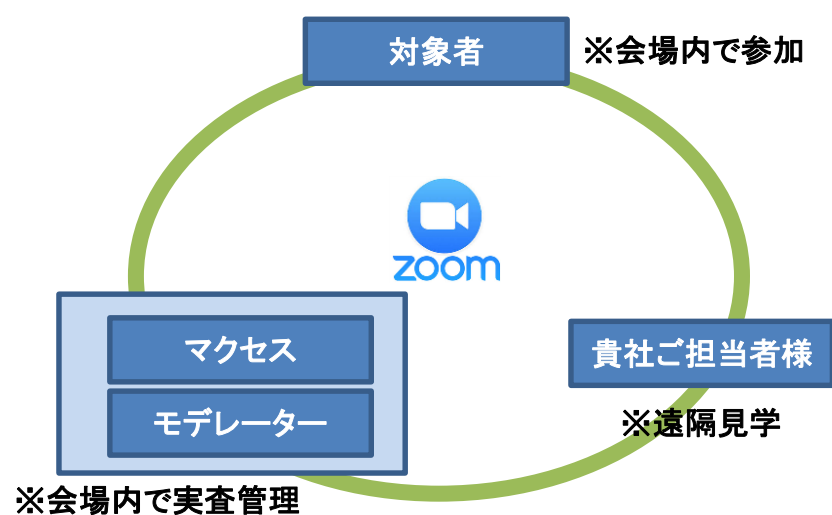 対象者
※会場内で参加
zoom
マクセス
モデレーター
貴社ご担当者様
※遠隔見学
※会場内で実査管理